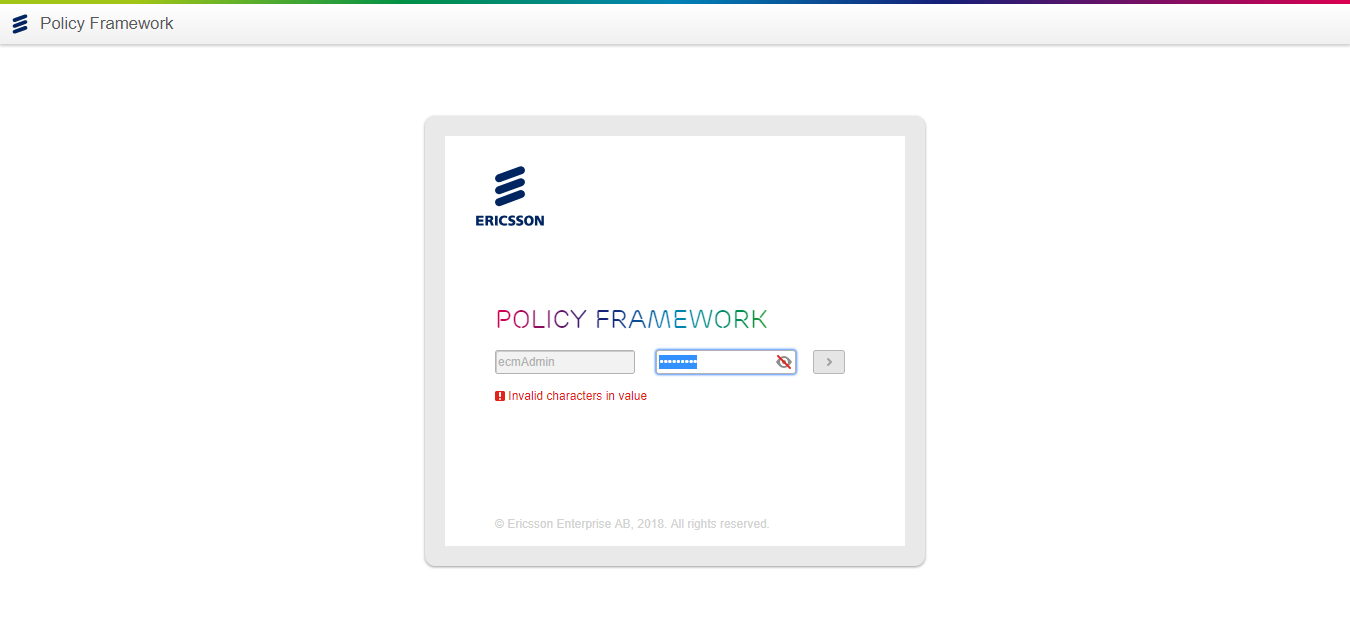 Policy Framework
ERICSSON
POLICY FRAMEWORK
ecmAdmin
•••••••••
Invalid characters in value
© Ericsson Enterprise AB, 2018. All rights reserved.